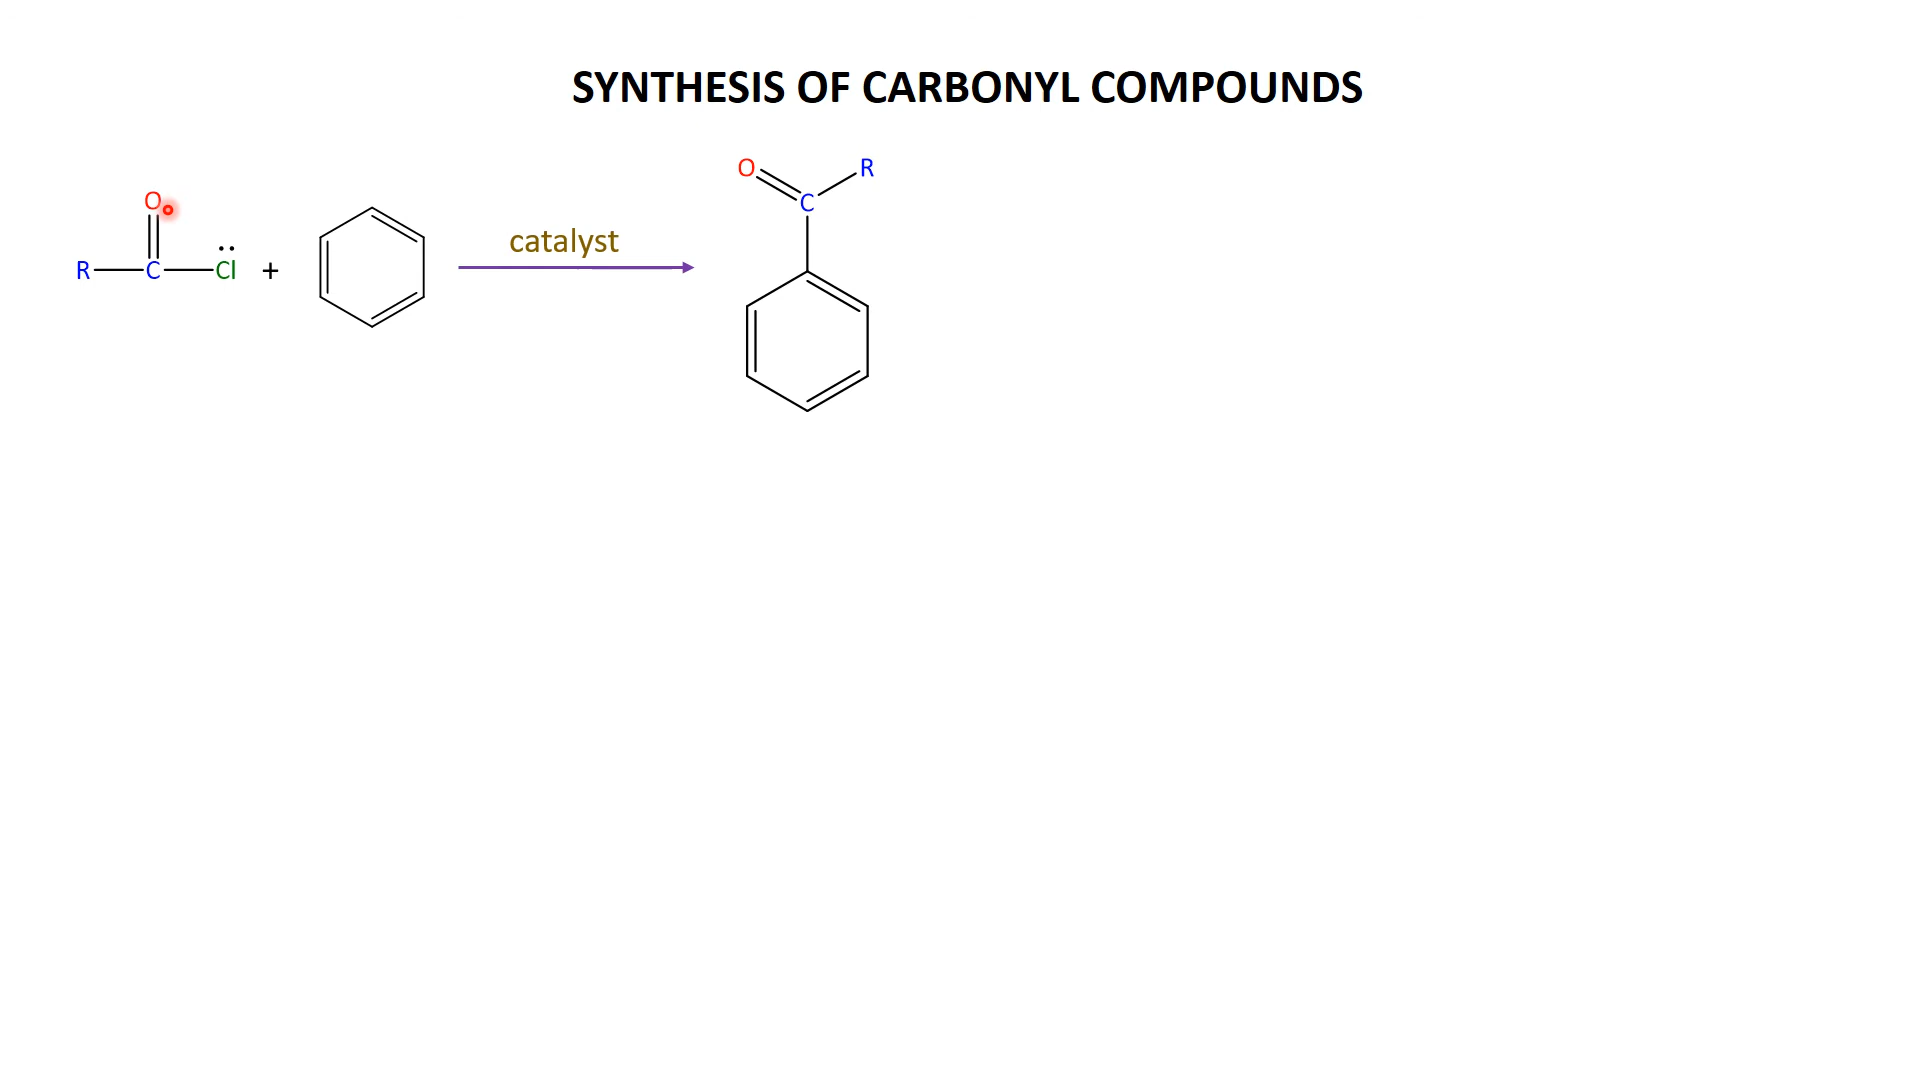 SYNTHESIS OF CARBONYL COMPOUNDS
O
R
C
Cl
+
catalyst
O
R
C